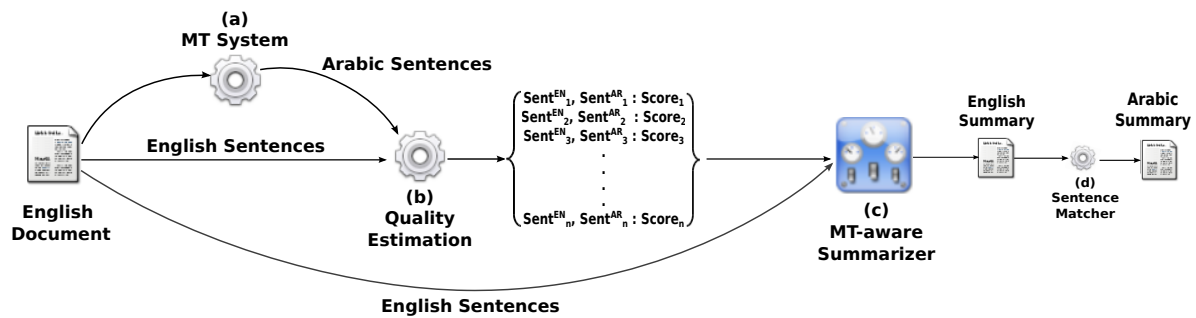 (a)
MT System
Arabic Sentences
English Sentences
English
Document
(b)
Quality
Estimation
Sent^EN_1, Sent^AR_1 : Score_1
Sent^EN_2, Sent^AR_2 : Score_2
Sent^EN_3, Sent^AR_3 : Score_3
.
.
.
.
Sent^EN_n, Sent^AR_n : Score_n
English Sentences
(c)
MT-aware
Summarizer
English
Summary
(d)
Sentence
Matcher
Arabic
Summary